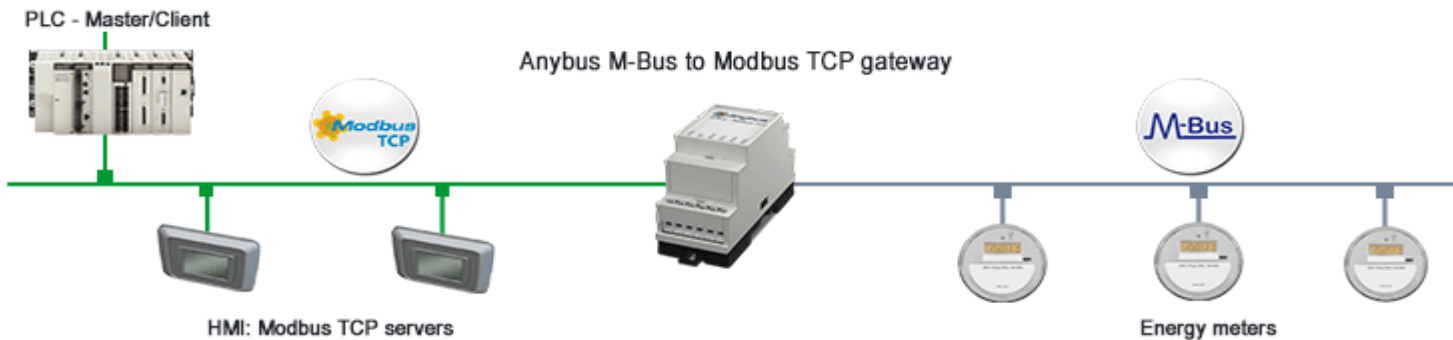 PLC - Master/Client
Anybus M-Bus to Modbus TCP gateway
Modbus
TCP
M-Bus
HMI: Modbus TCP servers
Energy meters